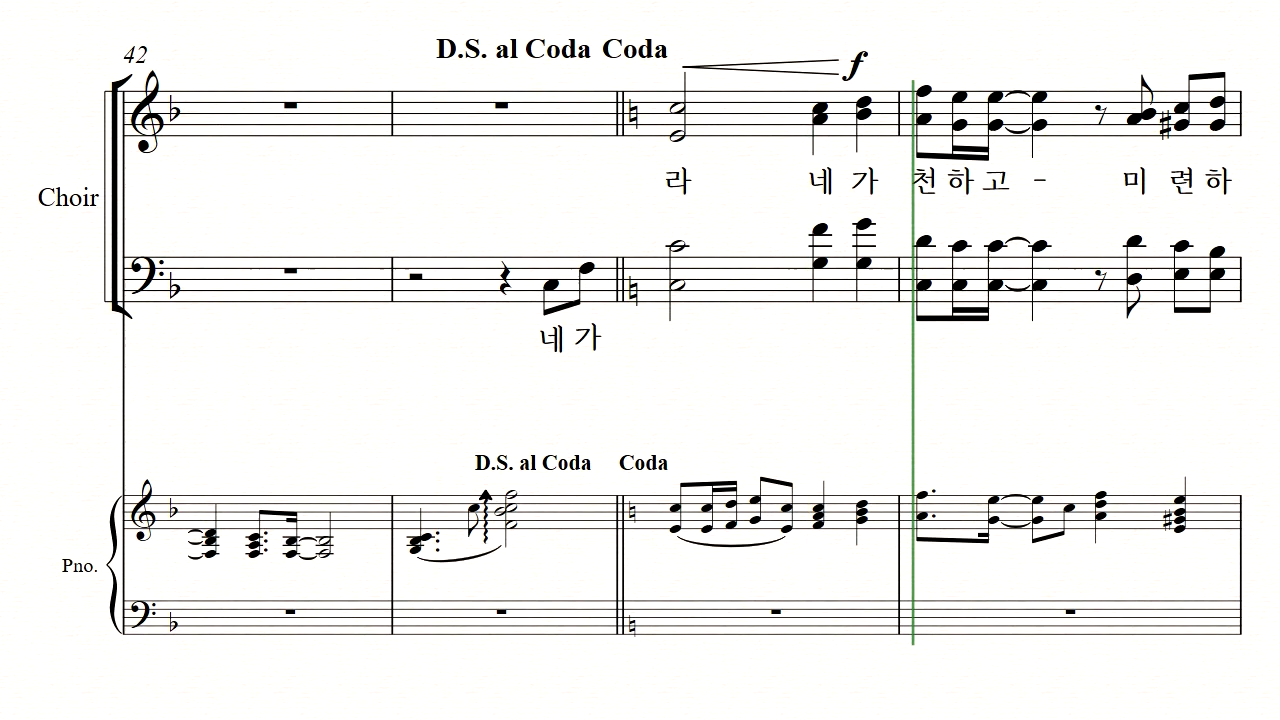 42
D.S. al Coda Coda
f
Choir
라 네 가 천 하 고 - 미 련 하
네 가
D.S. al Coda Coda
Pno.